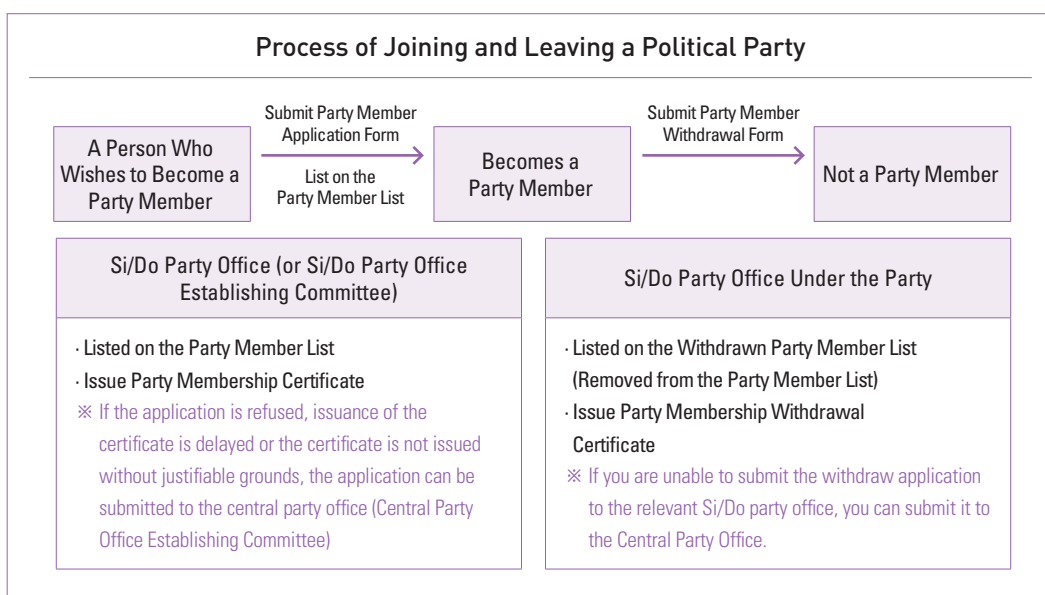 Process of Joining and Leaving a Political Party
A Person Who
Wishes to Become a
Party Member
Submit Party Member
Application Form
List on the
Party Member List
Becomes a
Party Member
Submit Party Member
Withdrawal Form
Not a Party Member
Si/Do Party Office (or Si/Do Party Office
Establishing Committee)
· Listed on the Party Member List
· Issue Party Membership Certificate
※ If the application is refused, issuance of the
certificate is delayed or the certificate is not issued
without justifiable grounds, the application can be
submitted to the central party office (Central Party
Office Establishing Committee)
Si/Do Party Office Under the Party
· Listed on the Withdrawn Party Member List
(Removed from the Party Member List)
· Issue Party Membership Withdrawal
Certificate
※ If you are unable to submit the withdraw application
to the relevant Si/Do party office, you can submit it to
the Central Party Office.